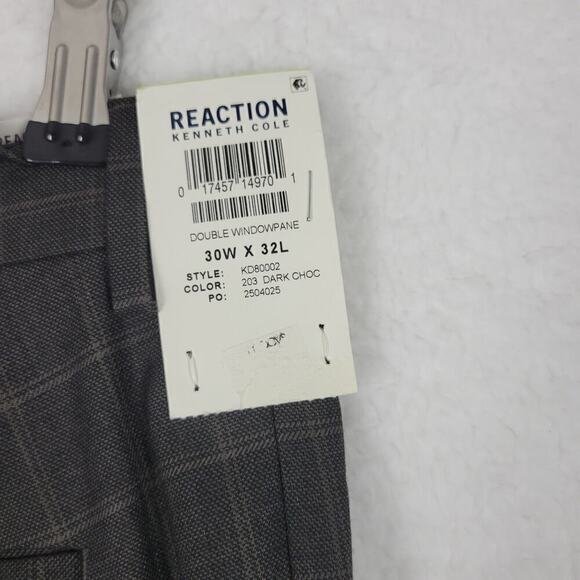 REACTION
KENNETH COLE
0 17457 14970 1
DOUBLE WINDOWPANE
30W X 32L
STYLE: KD80002
COLOR: 203 DARK CHOC
PO: 2504025